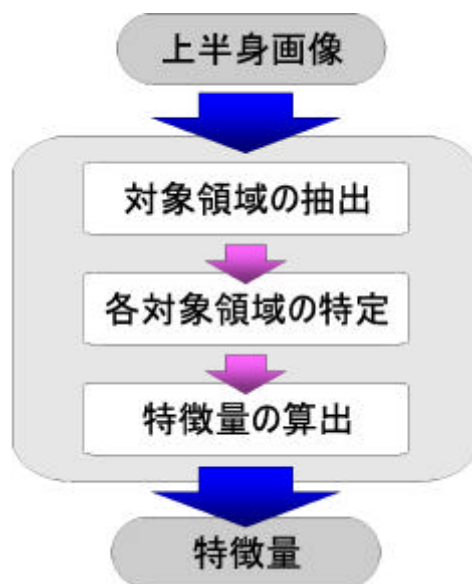 上半身画像
対象領域の抽出
各対象領域の特定
特徴量の算出
特徴量